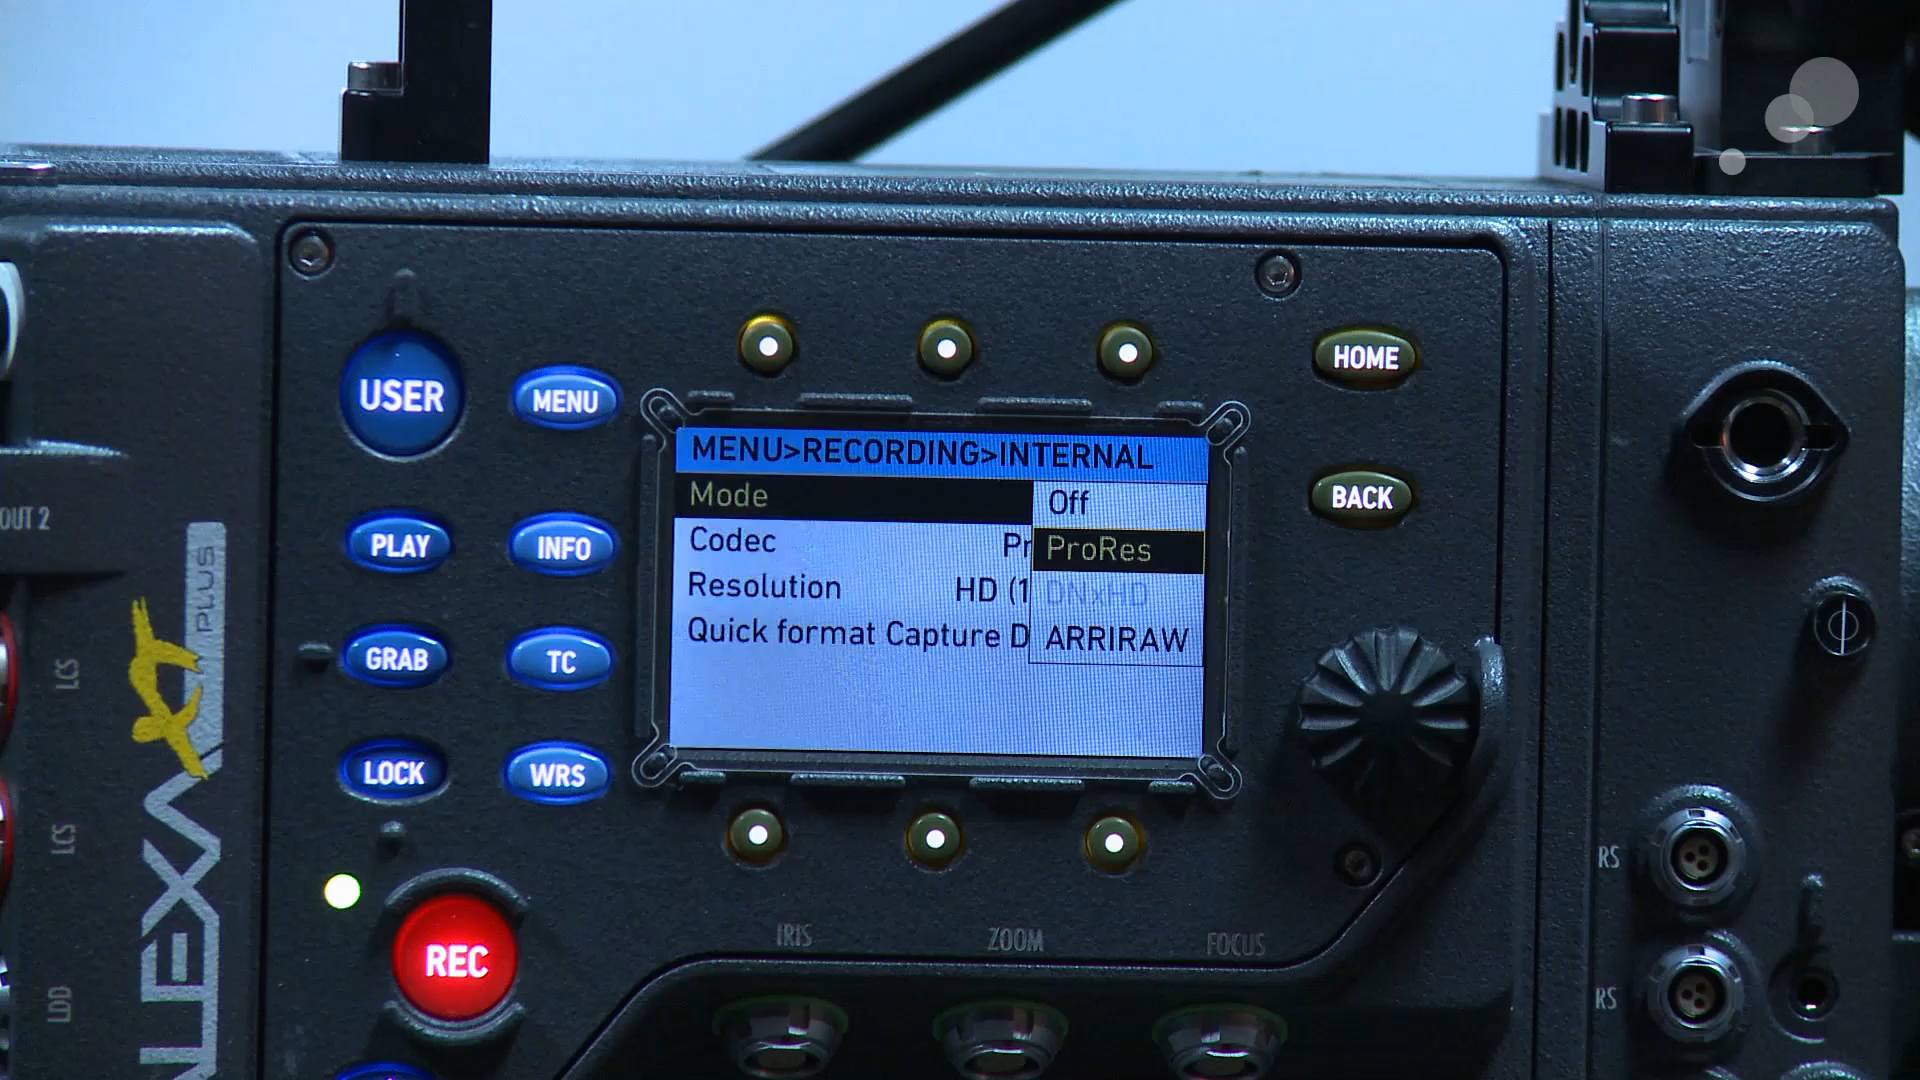 USER
MENU
HOME
MENU>RECORDING>INTERNAL
Mode
Off
BACK
Codec
Pr
ProRes
Resolution
HD (1
DNxHD
Quick format Capture D
ARRIRAW
PLAY
INFO
GRAB
TC
LOCK
WRS
REC
IRIS
ZOOM
FOCUS
OUT 2
LCS
LCS
LDD
ALEXA XT PLUS
RS
RS